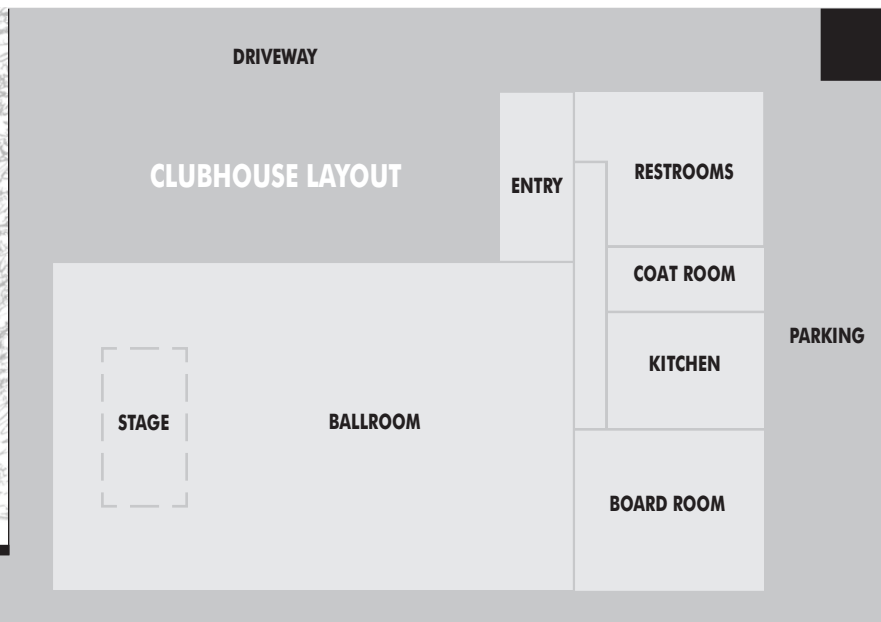 DRIVEWAY
CLUBHOUSE LAYOUT
ENTRY
RESTROOMS
COAT ROOM
PARKING
KITCHEN
STAGE
BALLROOM
BOARD ROOM